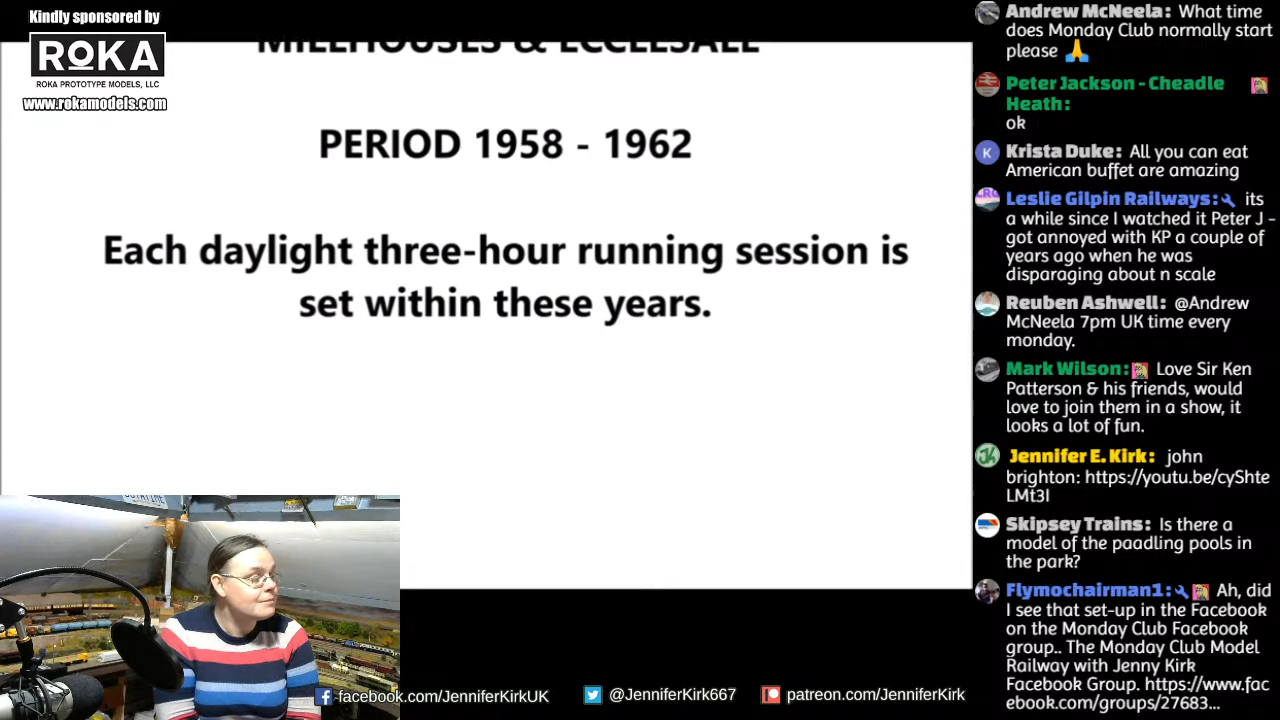 Kindly sponsored by
ROKA
ROKA PROTOTYPE MODELS, LLC
www.rokamodels.com
MILLHOUSES & ECCLESALL
PERIOD 1958 - 1962
Each daylight three-hour running session is
set within these years.
facebook.com/JenniferKirkUK
@JenniferKirk667
patreon.com/JenniferKirk
Andrew McNeela: What time
does Monday Club normally start
please 🙏
Peter Jackson - Cheadle
Heath:
ok
K Krista Duke: All you can eat
American buffet are amazing
Leslie Gilpin Railways: its
a while since I watched it Peter J -
got annoyed with KP a couple of
years ago when he was
disparaging about n scale
Reuben Ashwell: @Andrew
McNeela 7pm UK time every
monday.
Mark Wilson: Love Sir Ken
Patterson & his friends, would
love to join them in a show, it
looks a lot of fun.
Jennifer E. Kirk: john
brighton: https://youtu.be/cyShte
LMt3I
Skipsey Trains: Is there a
model of the paadling pools in
the park?
Flymochairman1: Ah, did
I see that set-up in the Facebook
on the Monday Club Facebook
group.. The Monday Club Model
Railway with Jenny Kirk
Facebook Group. https://www.fac
ebook.com/groups/27683...